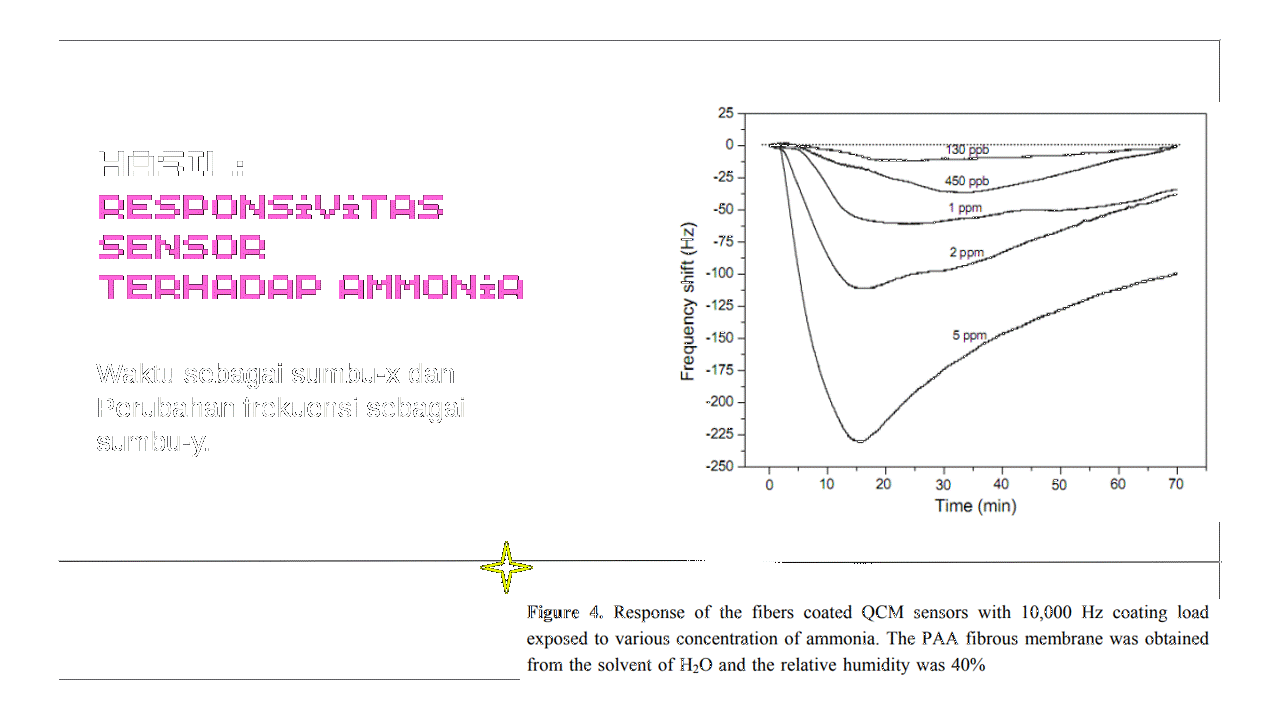 HASIL :
RESPONSiViTAS
SENSOR
TERHADAP AMMONiA
Waktu sebagai sumbu-x dan
Perubahan frekuensi sebagai
sumbu-y.
25
0
-25
-50
-75
-100
-125
-150
-175
-200
-225
-250
Frequency shift (Hz)
130 ppb
450 ppb
1 ppm
2 ppm
5 ppm
0 10 20 30 40 50 60 70
Time (min)
Figure 4. Response of the fibers coated QCM sensors with 10,000 Hz coating load
exposed to various concentration of ammonia. The PAA fibrous membrane was obtained
from the solvent of H₂O and the relative humidity was 40%